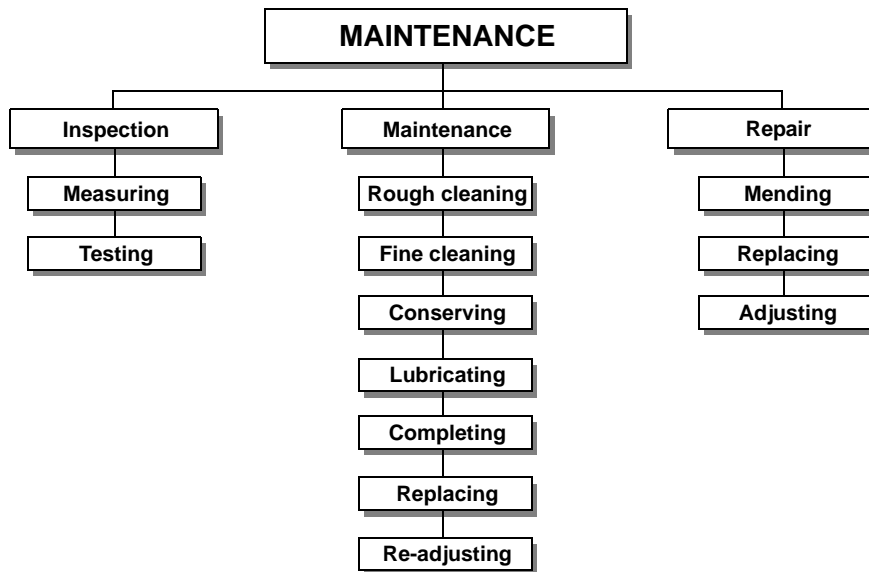 MAINTENANCE
Inspection
Measuring
Testing
Maintenance
Rough cleaning
Fine cleaning
Conserving
Lubricating
Completing
Replacing
Re-adjusting
Repair
Mending
Replacing
Adjusting